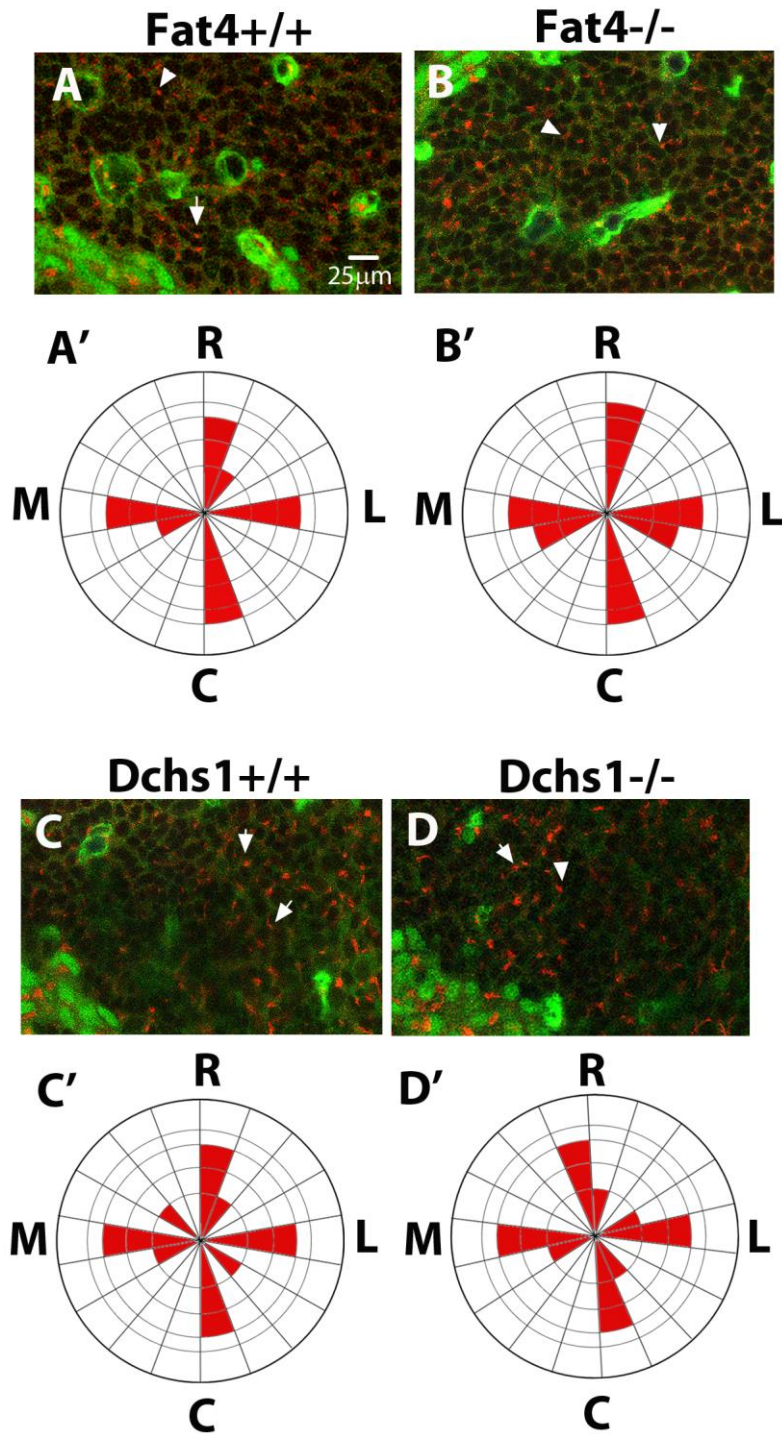 Fat4+/+ Fat4-/-
A B
25µm
A' R B' R
M L M L
C C
Dchs1+/+ Dchs1-/-
C D
C' R D' R
M L M L
C C